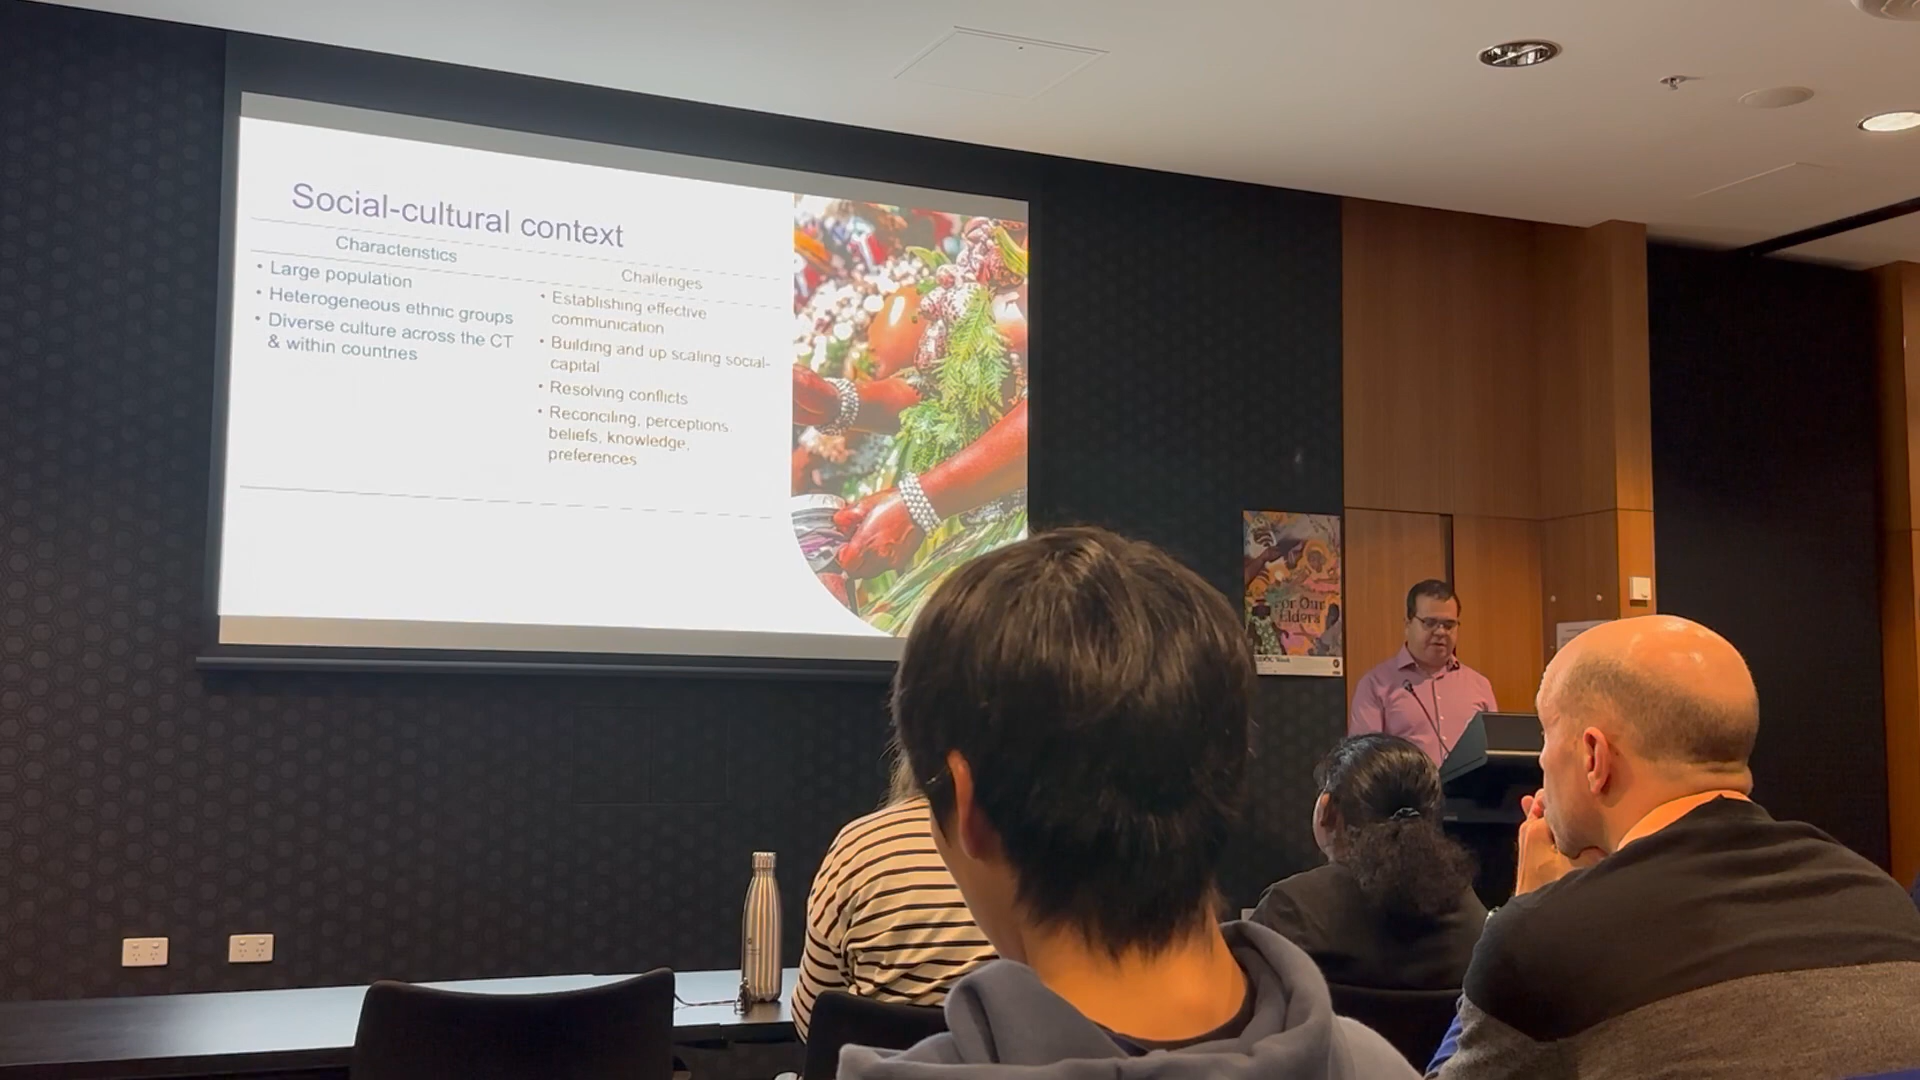 Social-cultural context
Characteristics
• Large population
• Heterogeneous ethnic groups
• Diverse culture across the CT
& within countries
Challenges
• Establishing effective
communication
• Building and up scaling social-
capital
• Resolving conflicts
• Reconciling, perceptions,
beliefs, knowledge,
preferences
For Our
Elders